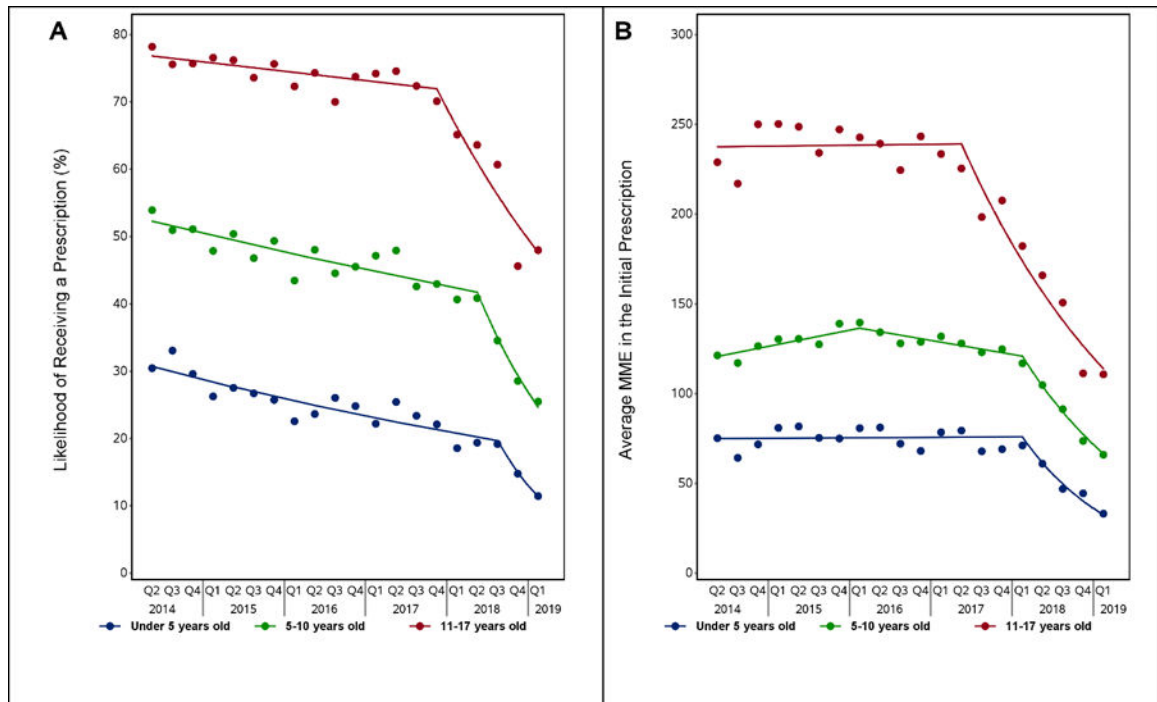 A
Likelihood of Receiving a Prescription (%)
80
70
60
50
40
30
20
10
0
Q2 Q3 Q4 Q1 Q2 Q3 Q4 Q1 Q2 Q3 Q4 Q1 Q2 Q3 Q4 Q1 Q2 Q3 Q4 Q1
2014 2015 2016 2017 2018 2019
Under 5 years old 5-10 years old 11-17 years old
B
Average MME in the Initial Prescription
300
250
200
150
100
50
0
Q2 Q3 Q4 Q1 Q2 Q3 Q4 Q1 Q2 Q3 Q4 Q1 Q2 Q3 Q4 Q1 Q2 Q3 Q4 Q1
2014 2015 2016 2017 2018 2019
Under 5 years old 5-10 years old 11-17 years old